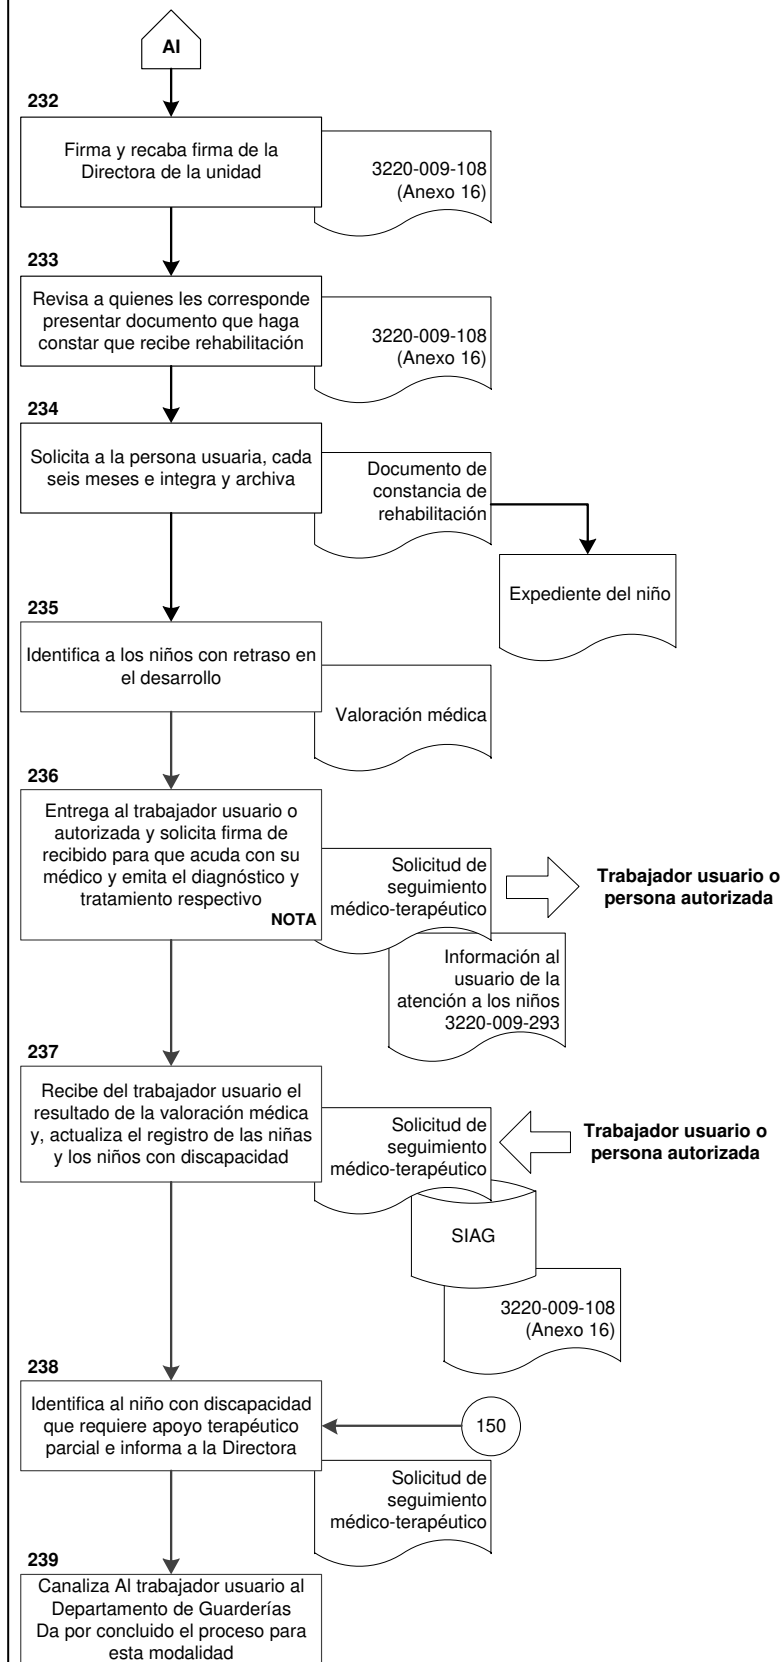 AI
232
Firma y recaba firma de la
Directora de la unidad
3220-009-108
(Anexo 16)
233
Revisa a quienes les corresponde
presentar documento que haga
constar que recibe rehabilitación
3220-009-108
(Anexo 16)
234
Solicita a la persona usuaria, cada
seis meses e integra y archiva
Documento de
constancia de
rehabilitación
Expediente del niño
235
Identifica a los niños con retraso en
el desarrollo
Valoración médica
236
Entrega al trabajador usuario o
autorizada y solicita firma de
recibido para que acuda con su
médico y emita el diagnóstico y
tratamiento respectivo
NOTA
Solicitud de
seguimiento
médico-terapéutico
Trabajador usuario o
persona autorizada
Información al
usuario de la
atención a los niños
3220-009-293
237
Recibe del trabajador usuario el
resultado de la valoración médica
y, actualiza el registro de las niñas
y los niños con discapacidad
Solicitud de
seguimiento
médico-terapéutico
Trabajador usuario o
persona autorizada
SIAG
3220-009-108
(Anexo 16)
238
Identifica al niño con discapacidad
que requiere apoyo terapéutico
parcial e informa a la Directora
150
Solicitud de
seguimiento
médico-terapéutico
239
Canaliza Al trabajador usuario al
Departamento de Guarderías
Da por concluido el proceso para
esta modalidad